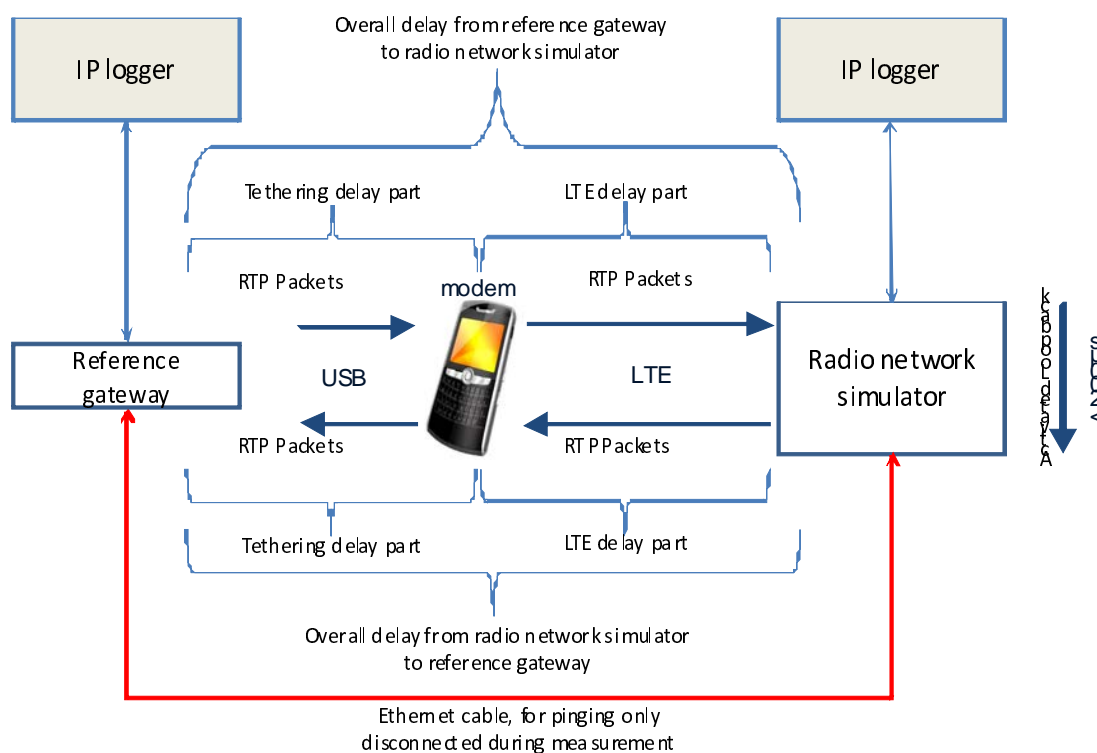 Overall delay from reference gateway
to radio network simulator
IP logger
IP logger
Tethering delay part
LTE delay part
RTP Packets
modem
RTP Packets
Reference
gateway
USB
LTE
Radio network
simulator
Activated Loopback
RTP Packets
RTP Packets
Tethering delay part
LTE delay part
Overall delay from radio network simulator
to reference gateway
Ethernet cable, for pinging only
disconnected during measurement